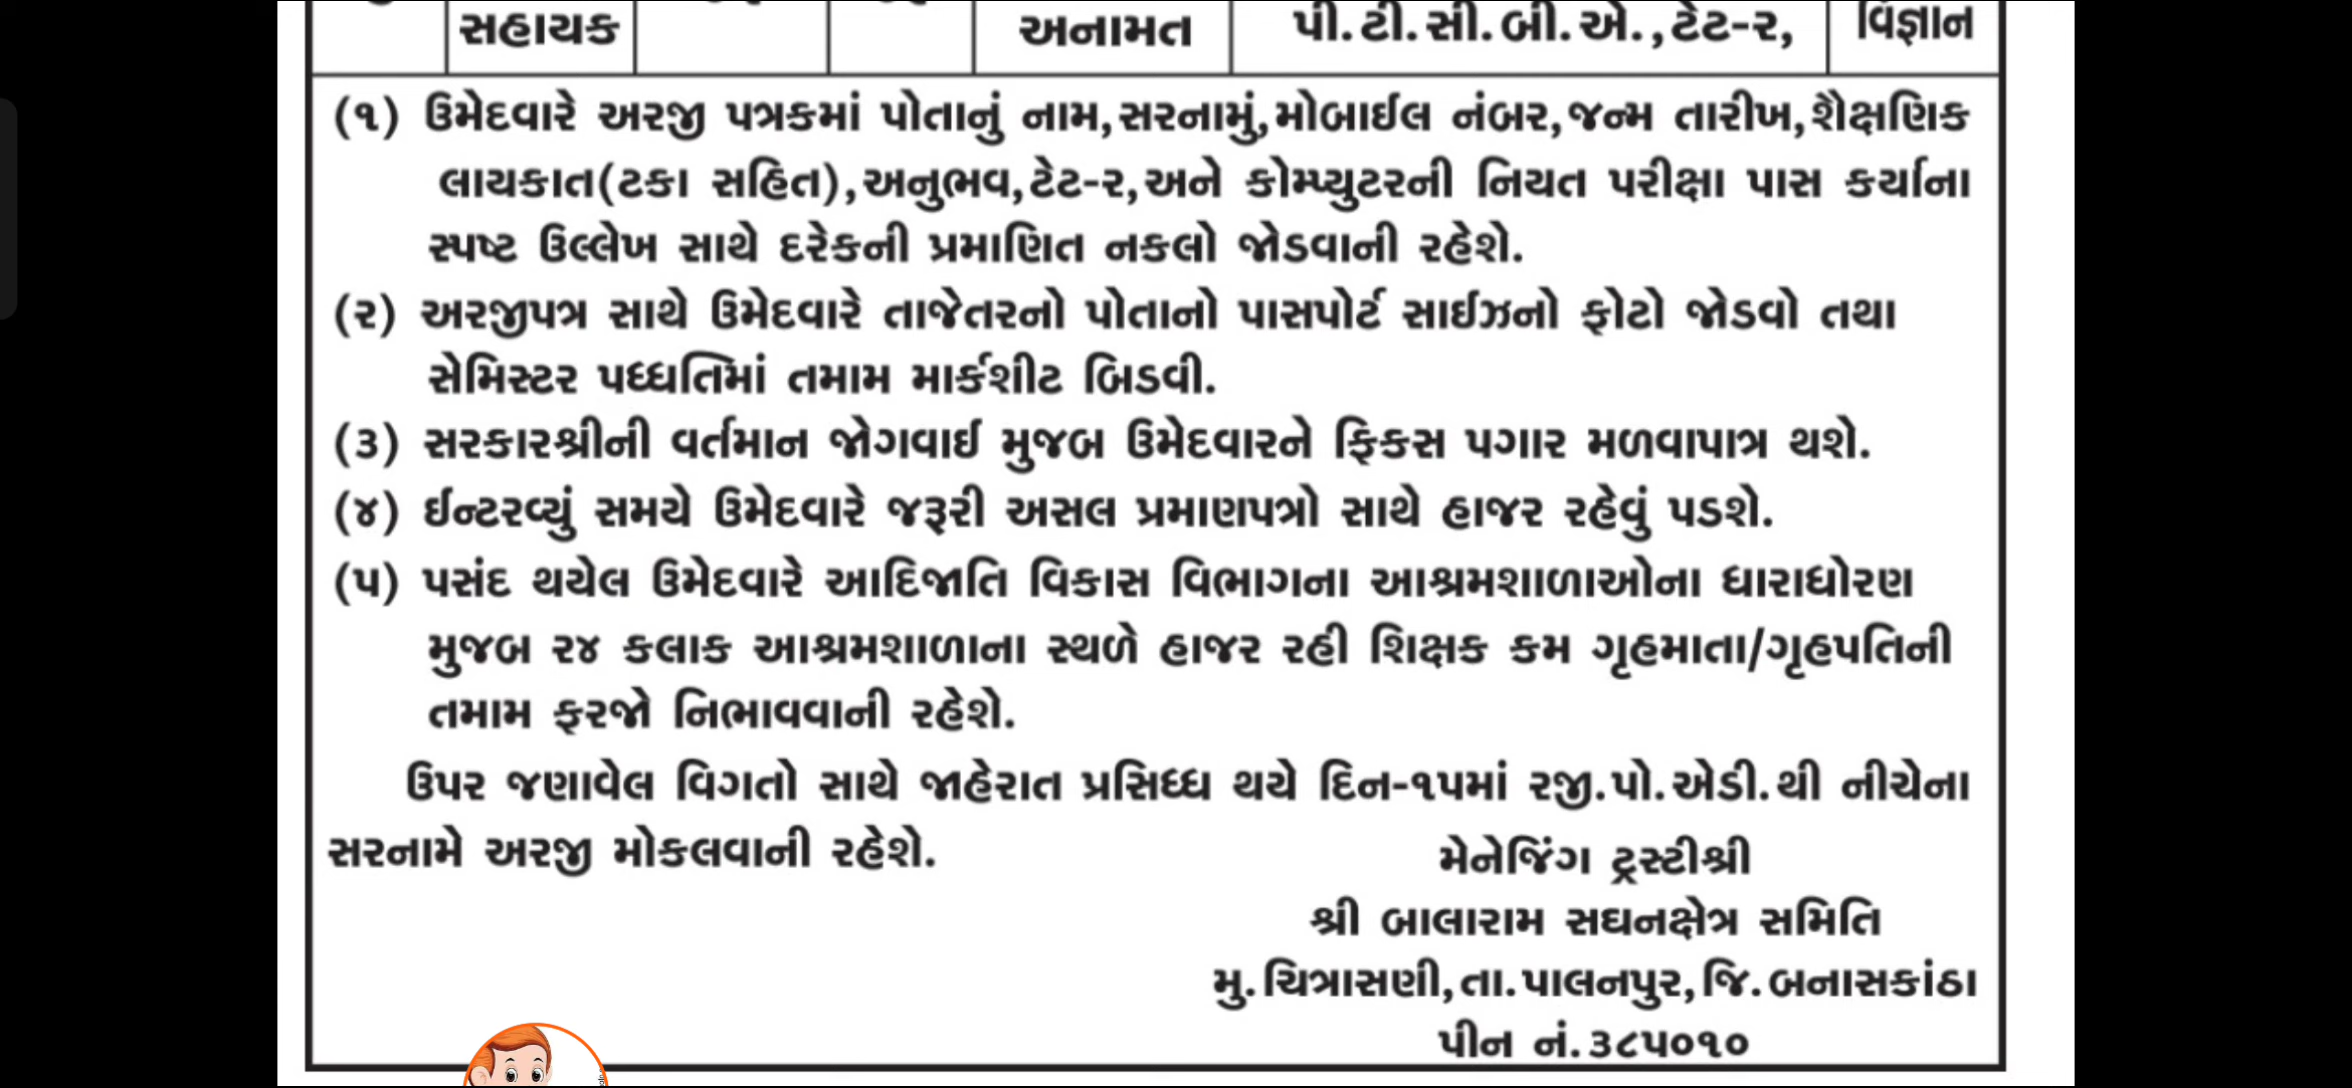 સહાયક અનામત પી.ટી.સી.બી.એ.,ટેટ-૨, વિજ્ઞાન
(૧) ઉમેદવારે અરજી પત્રકમાં પોતાનું નામ,સરનામું,મોબાઈલ નંબર,જન્મ તારીખ,શૈક્ષણિક
લાયકાત(ટકા સહિત),અનુભવ,ટેટ-૨,અને કોમ્પ્યુટરની નિયત પરીક્ષા પાસ કર્યાના
સ્પષ્ટ ઉલ્લેખ સાથે દરેકની પ્રમાણિત નકલો જોડવાની રહેશે.
(૨) અરજીપત્ર સાથે ઉમેદવારે તાજેતરનો પોતાનો પાસપોર્ટ સાઈઝનો ફોટો જોડવો તથા
સેમિસ્ટર પધ્ધતિમાં તમામ માર્કશીટ બિડવી.
(૩) સરકારશ્રીની વર્તમાન જોગવાઈ મુજબ ઉમેદવારને ફિકસ પગાર મળવાપાત્ર થશે.
(૪) ઈન્ટરવ્યું સમયે ઉમેદવારે જરૂરી અસલ પ્રમાણપત્રો સાથે હાજર રહેવું પડશે.
(૫) પસંદ થયેલ ઉમેદવારે આદિજાતિ વિકાસ વિભાગના આશ્રમશાળાઓના ધારાધોરણ
મુજબ ૨૪ કલાક આશ્રમશાળાના સ્થળે હાજર રહી શિક્ષક કમ ગૃહમાતા/ગૃહપતિની
તમામ ફરજો નિભાવવાની રહેશે.
ઉપર જણાવેલ વિગતો સાથે જાહેરાત પ્રસિધ્ધ થયે દિન-૧૫માં રજી.પો.એડી.થી નીચેના
સરનામે અરજી મોકલવાની રહેશે.
મેનેજિંગ ટ્રસ્ટીશ્રી
શ્રી બાલારામ સઘનક્ષેત્ર સમિતિ
મુ.ચિત્રાસણી,તા.પાલનપુર,જિ.બનાસકાંઠા
પીન નં.૩૮૫૦૧૦